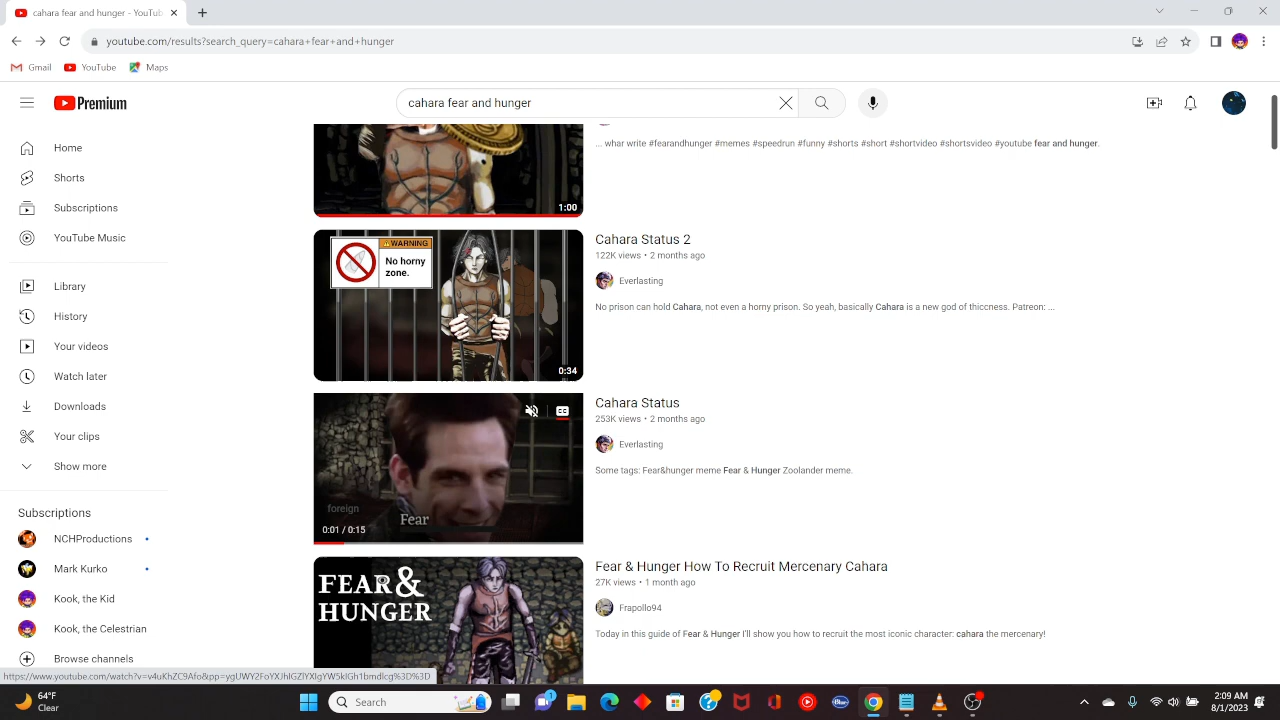 cahara fear and hunger - YouTub
youtube.com/results?search_query=cahara+fear+and+hunger
Gmail
YouTube
Maps
Premium
cahara fear and hunger
Home
Shorts
Subscriptions
YouTube Music
Library
History
Your videos
Watch later
Downloads
Your clips
Show more
Subscriptions
NCHProductions
Mark Kurko
Kook, the Kid
Kook, the Celestrian
Browse channels
1:00
... whar write #fearandhunger #memes #speedrun #funny #shorts #short #shortvideo #shortsvideo #youtube fear and hunger.
WARNING
No horny
zone.
0:34
Cahara Status 2
122K views • 2 months ago
Everlasting
No prison can hold Cahara, not even a horny prison. So yeah, basically Cahara is a new god of thiccness. Patreon: ...
CC
foreign
Fear
0:01 / 0:15
Cahara Status
253K views • 2 months ago
Everlasting
Some tags: Fear&hunger meme Fear & Hunger Zoolander meme.
FEAR &
HUNGER
Fear & Hunger How To Recruit Mercenary Cahara
27K views • 1 month ago
Frapollo94
Today in this guide of Fear & Hunger I'll show you how to recruit the most iconic character: cahara the mercenary!
64°F
Clear
Search
1
2:09 AM
8/1/2023